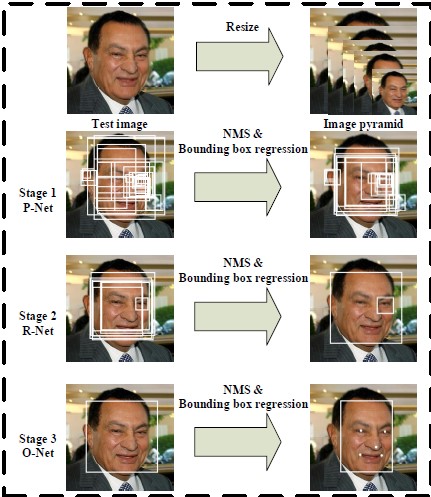 Resize
Test image
Image pyramid
NMS &
Bounding box regression
Stage 1
P-Net
NMS &
Bounding box regression
Stage 2
R-Net
NMS &
Bounding box regression
Stage 3
O-Net